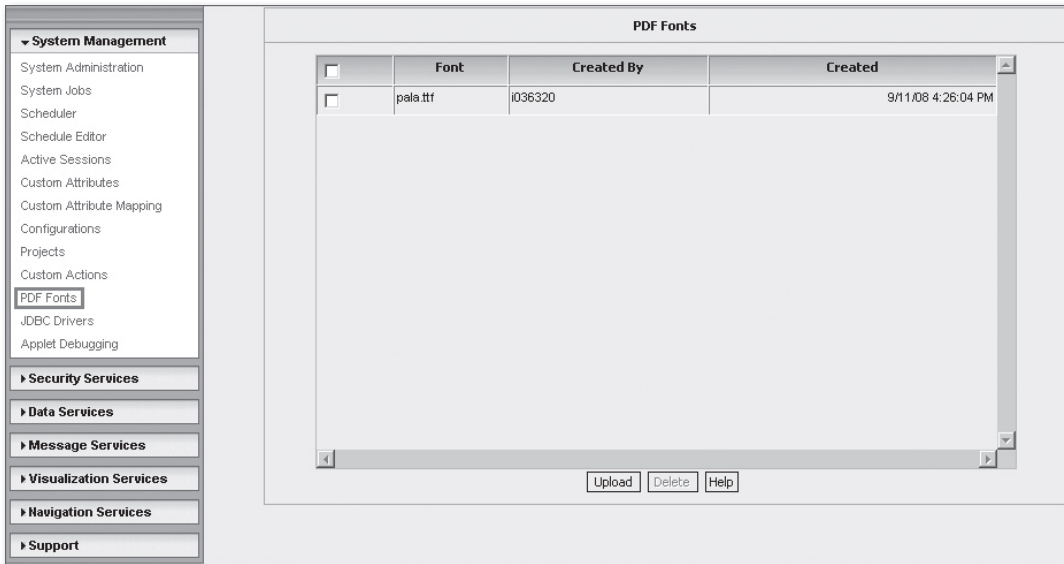 System Management
System Administration
System Jobs
Scheduler
Schedule Editor
Active Sessions
Custom Attributes
Custom Attribute Mapping
Configurations
Projects
Custom Actions
PDF Fonts
JDBC Drivers
Applet Debugging
Security Services
Data Services
Message Services
Visualization Services
Navigation Services
Support
PDF Fonts
Font Created By Created
pala.ttf i036320 9/11/08 4:26:04 PM
Upload Delete Help